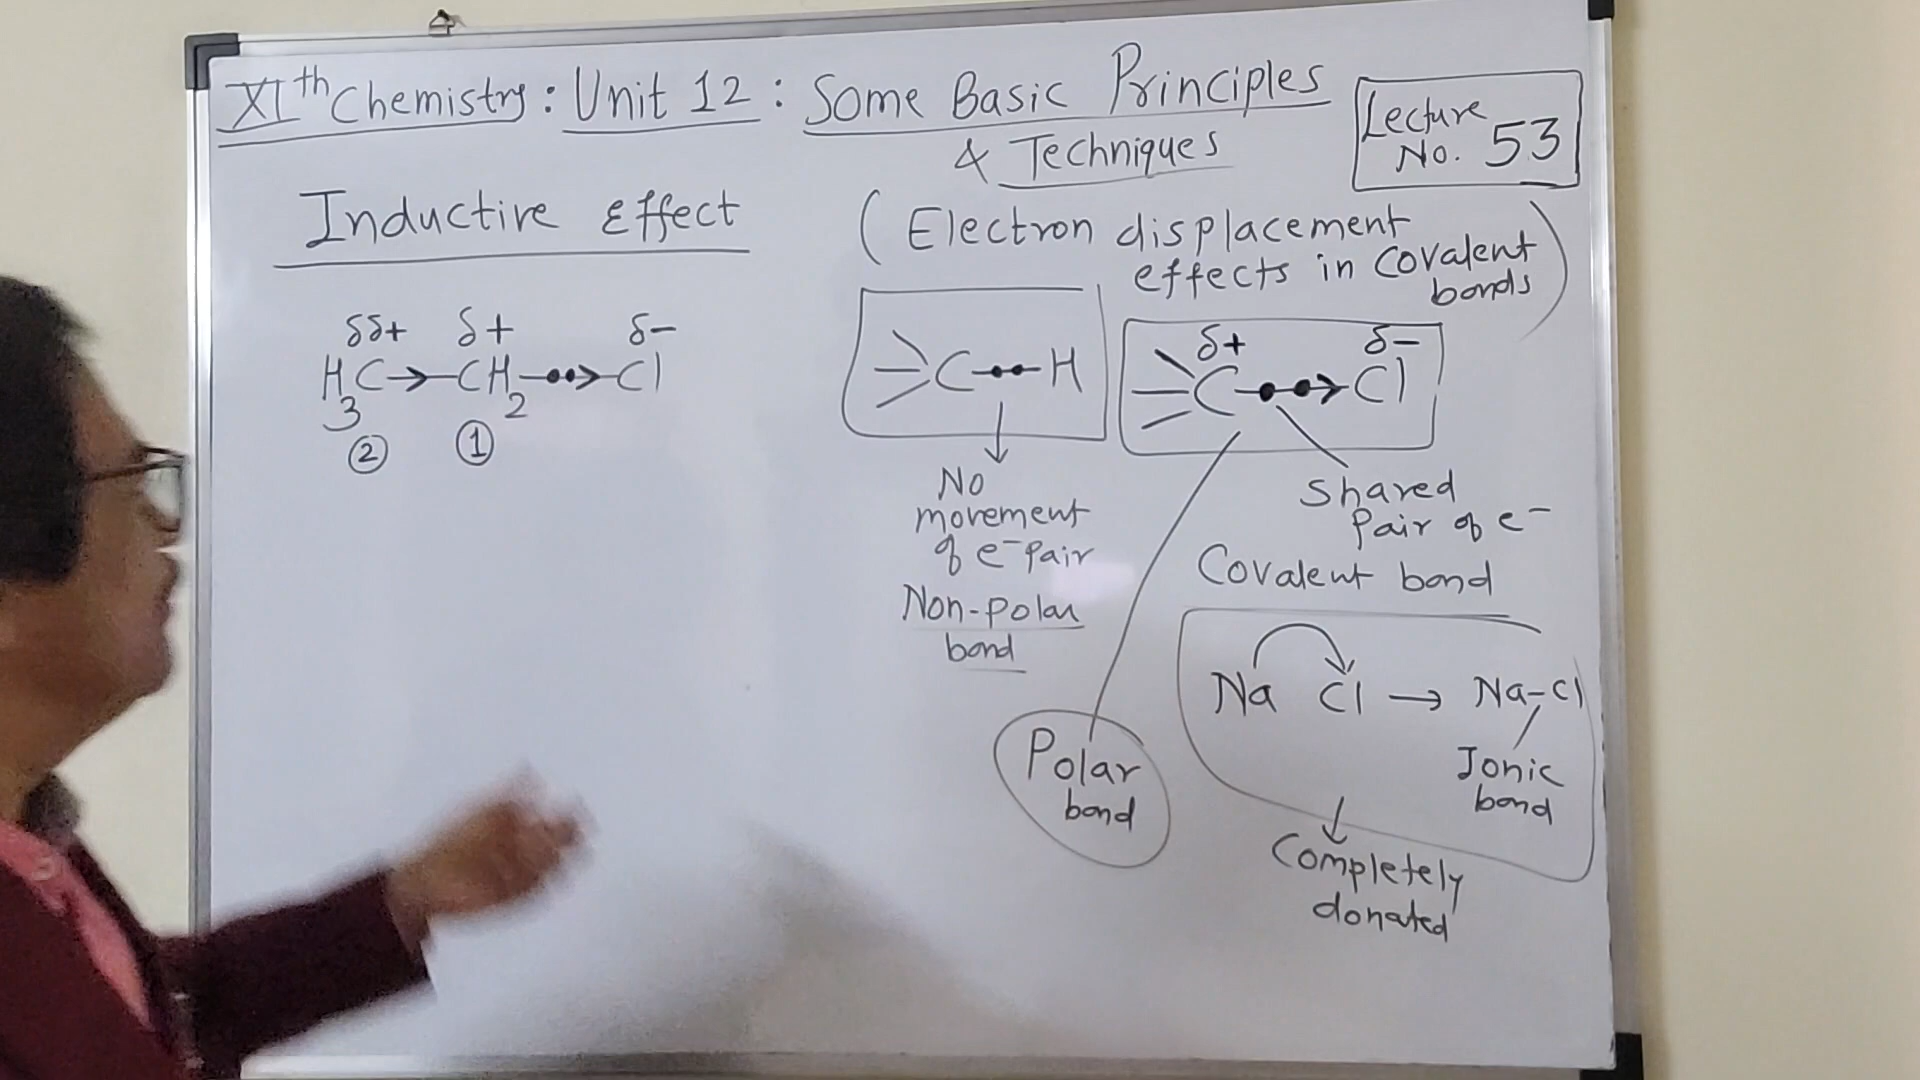 XIth Chemistry : Unit 12 : Some Basic Principles
& Techniques
Lecture
No. 53
Inductive Effect
(Electron displacement
effects in Covalent
bonds)
δδ+ δ+ δ-
H3C→CH2••→Cl
② ①
C••H
No
movement
of e- pair
Non-polar
bond
δ+ δ-
C••→Cl
Shared
Pair of e-
Covalent bond
Polar
bond
Na Cl → Na-Cl
Ionic
bond
Completely
donated